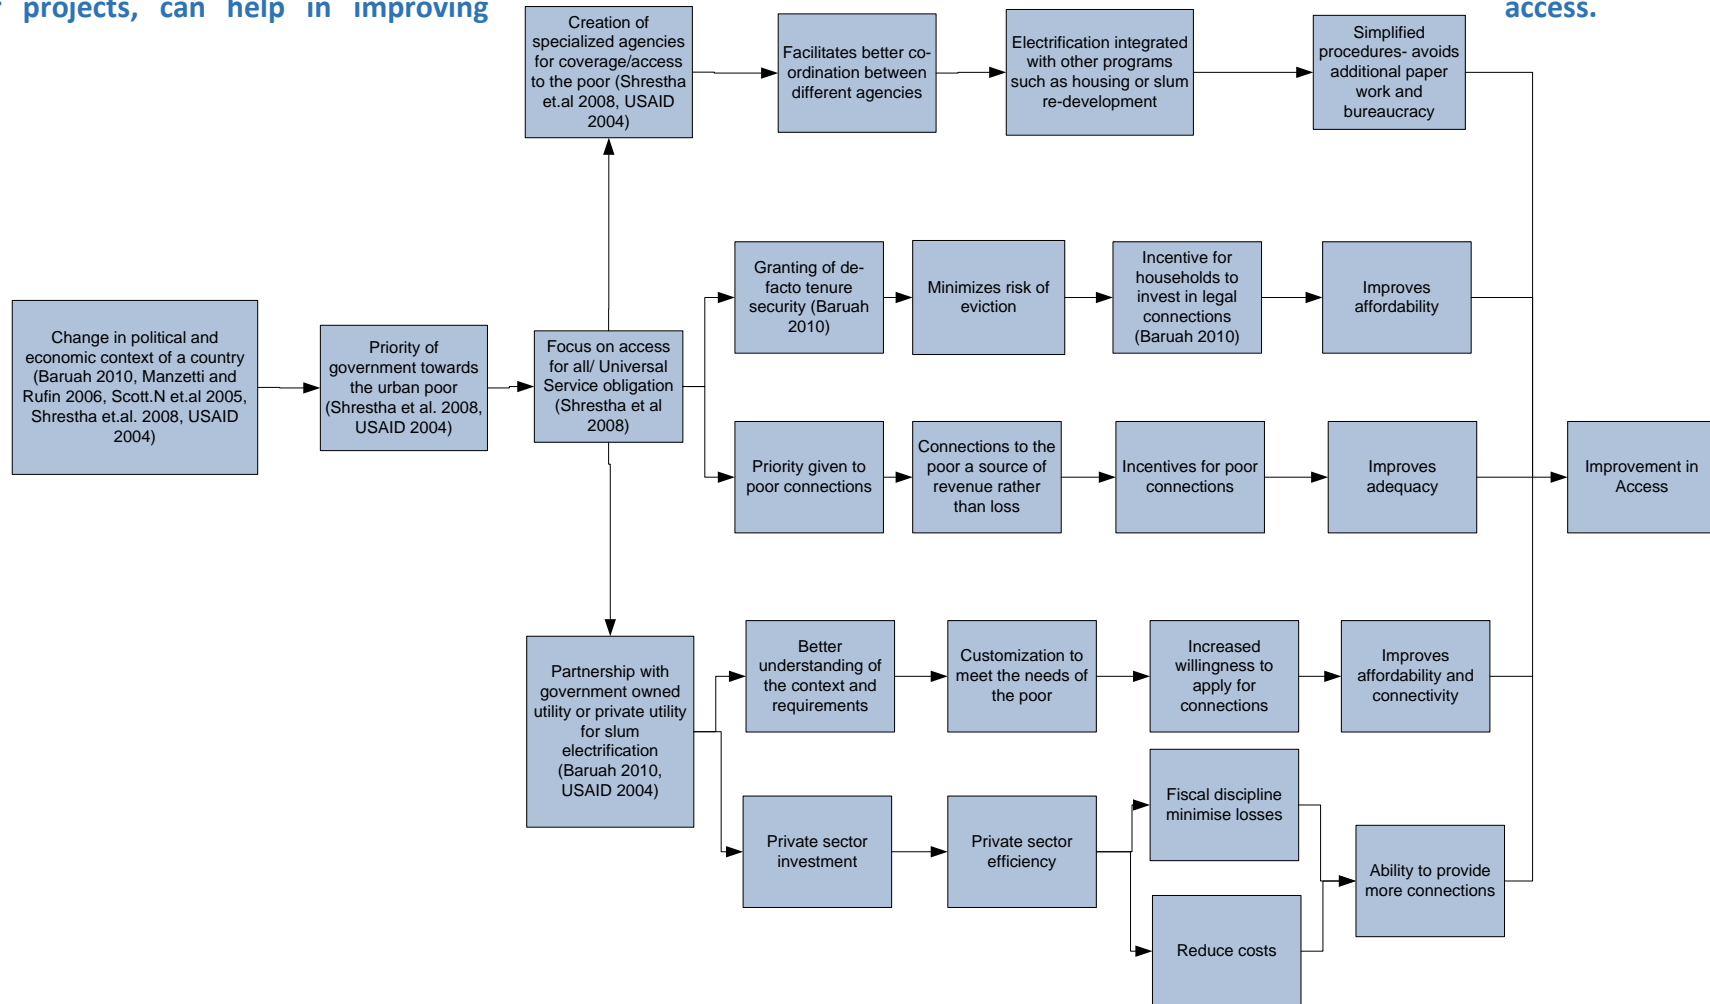 projects, can help in improving access.
Creation of
specialized agencies
for coverage/access
to the poor (Shrestha
et.al 2008, USAID
2004)
Facilitates better co-
ordination between
different agencies
Electrification integrated
with other programs
such as housing or slum
re-development
Simplified
procedures- avoids
additional paper
work and
bureaucracy
Change in political and
economic context of a country
(Baruah 2010, Manzetti and
Rufin 2006, Scott.N et.al 2005,
Shrestha et.al. 2008, USAID
2004)
Priority of
government towards
the urban poor
(Shrestha et al. 2008,
USAID 2004)
Focus on access
for all/ Universal
Service obligation
(Shrestha et al
2008)
Granting of de-
facto tenure
security (Baruah
2010)
Minimizes risk of
eviction
Incentive for
households to
invest in legal
connections
(Baruah 2010)
Improves
affordability
Priority given to
poor connections
Connections to the
poor a source of
revenue rather
than loss
Incentives for poor
connections
Improves
adequacy
Improvement in
Access
Partnership with
government owned
utility or private utility
for slum
electrification
(Baruah 2010,
USAID 2004)
Better
understanding of
the context and
requirements
Customization to
meet the needs of
the poor
Increased
willingness to
apply for
connections
Improves
affordability and
connectivity
Private sector
investment
Private sector
efficiency
Fiscal discipline
minimise losses
Reduce costs
Ability to provide
more connections